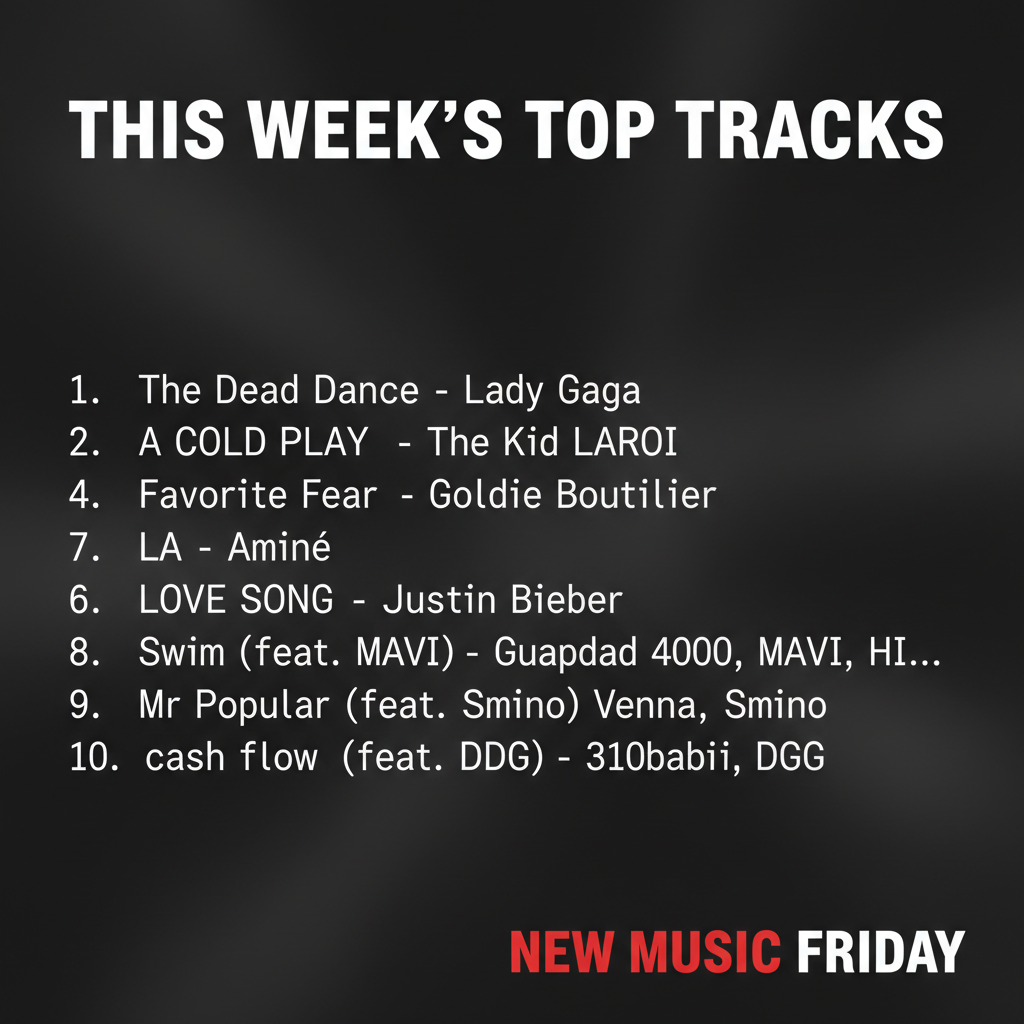 THIS WEEK'S TOP TRACKS
1. The Dead Dance - Lady Gaga
2. A COLD PLAY - The Kid LAROI
4. Favorite Fear - Goldie Boutilier
7. LA - Aminé
6. LOVE SONG - Justin Bieber
8. Swim (feat. MAVI) - Guapdad 4000, MAVI, HI...
9. Mr Popular (feat. Smino) Venna, Smino
10. cash flow (feat. DDG) - 310babii, DGG
NEW MUSIC FRIDAY